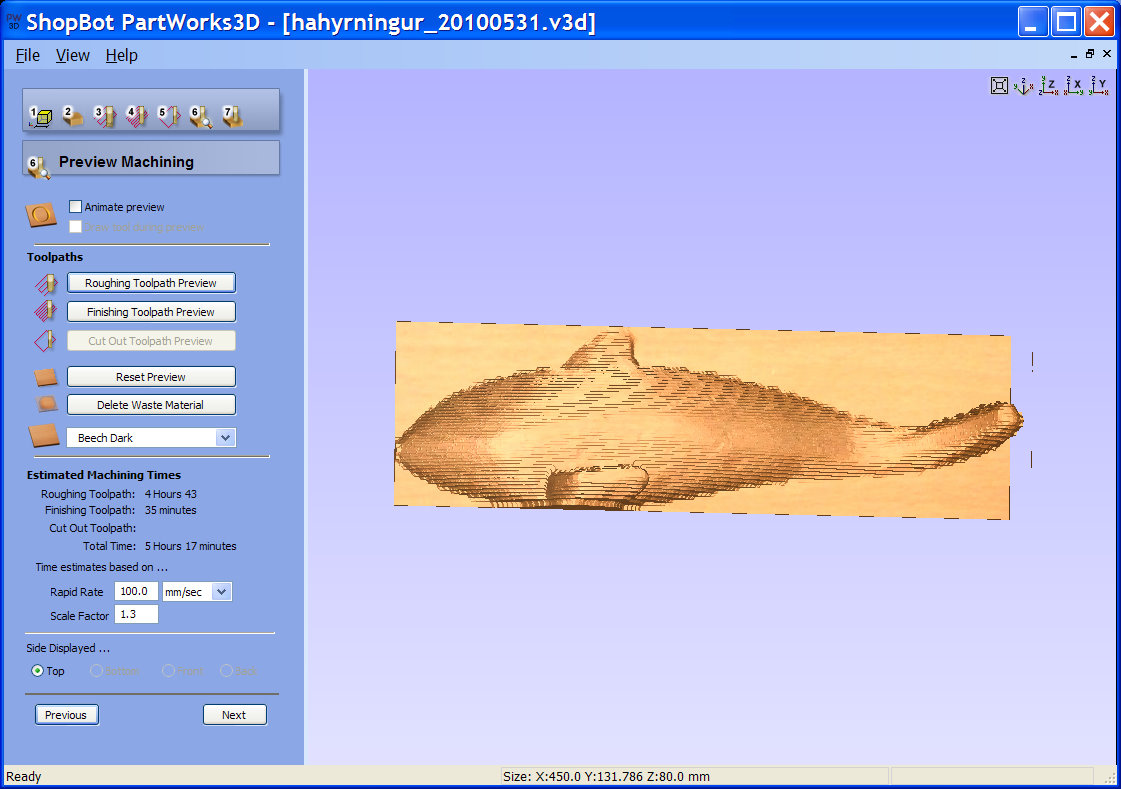 PW 3D
ShopBot PartWorks3D - [hahyrningur_20100531.v3d]
File View Help
1 2 3 4 5 6 7
z y x
y z x
z x y
z y x
6 Preview Machining
Animate preview
Draw tool during preview
Toolpaths
Roughing Toolpath Preview
Finishing Toolpath Preview
Cut Out Toolpath Preview
Reset Preview
Delete Waste Material
Beech Dark
Estimated Machining Times
Roughing Toolpath: 4 Hours 43
Finishing Toolpath: 35 minutes
Cut Out Toolpath:
Total Time: 5 Hours 17 minutes
Time estimates based on ...
Rapid Rate 100.0 mm/sec
Scale Factor 1.3
Side Displayed ...
Top Bottom Front Back
Previous Next
Ready Size: X:450.0 Y:131.786 Z:80.0 mm